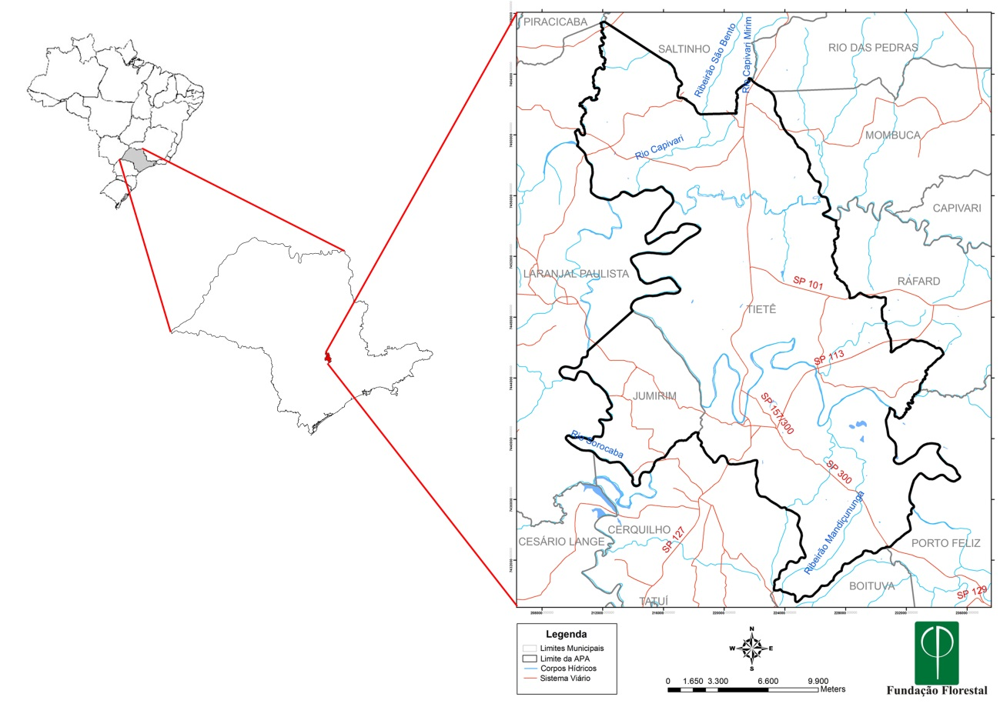 PIRACICABA
SALTINHO
RIO DAS PEDRAS
Ribeirão São Bento
Rio Capivari Mirim
MOMBUCA
Rio Capivari
CAPIVARI
LARANJAL PAULISTA
SP 101
RAFARD
TIETÊ
SP 113
JUMIRIM
SP 157/300
Rio Sorocaba
SP 300
Ribeirão Mandiçununga
CERQUILHO
CESÁRIO LANGE
SP 127
PORTO FELIZ
BOITUVA
SP 129
TATUÍ
Legenda
Limites Municipais
Limite da APA
Corpos Hídricos
Sistema Viário
N
W E
S
0 1.650 3.300 6.600 9.900
Meters
Fundação Florestal